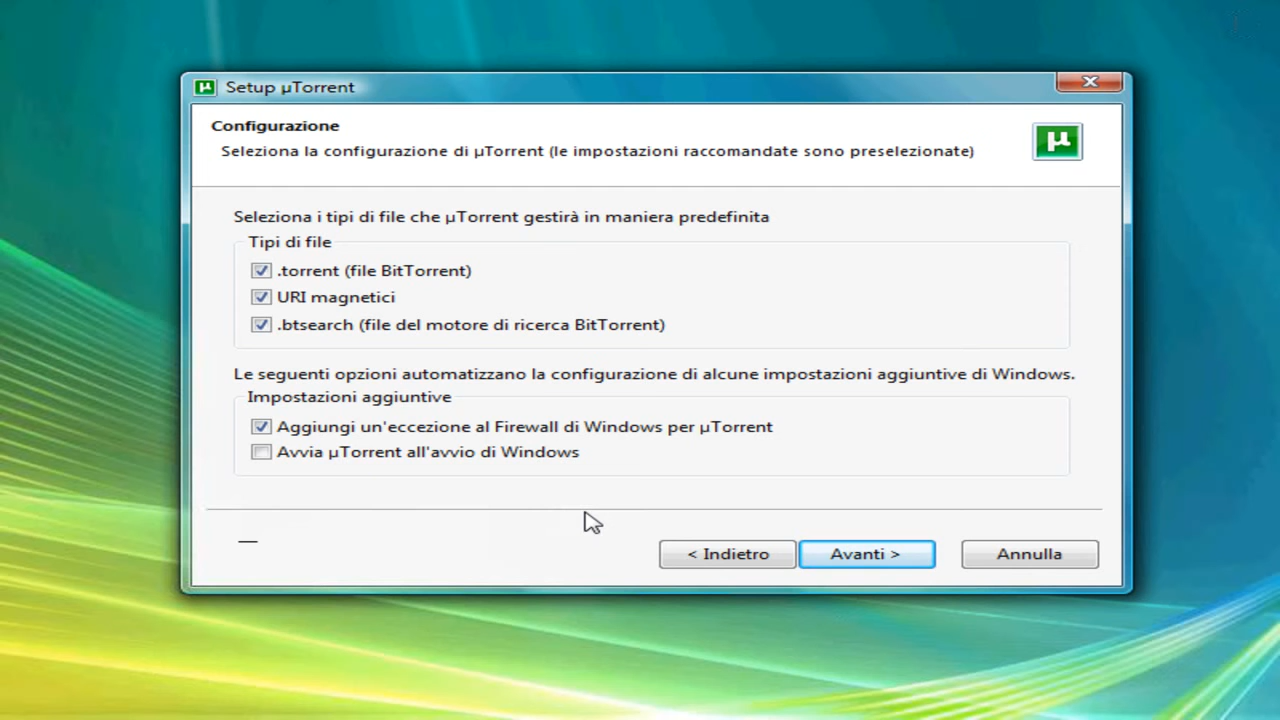 Setup µTorrent
Configurazione
Seleziona la configurazione di µTorrent (le impostazioni raccomandate sono preselezionate)
µ
Seleziona i tipi di file che µTorrent gestirà in maniera predefinita
Tipi di file
.torrent (file BitTorrent)
URI magnetici
.btsearch (file del motore di ricerca BitTorrent)
Le seguenti opzioni automatizzano la configurazione di alcune impostazioni aggiuntive di Windows.
Impostazioni aggiuntive
Aggiungi un'eccezione al Firewall di Windows per µTorrent
Avvia µTorrent all'avvio di Windows
< Indietro
Avanti >
Annulla